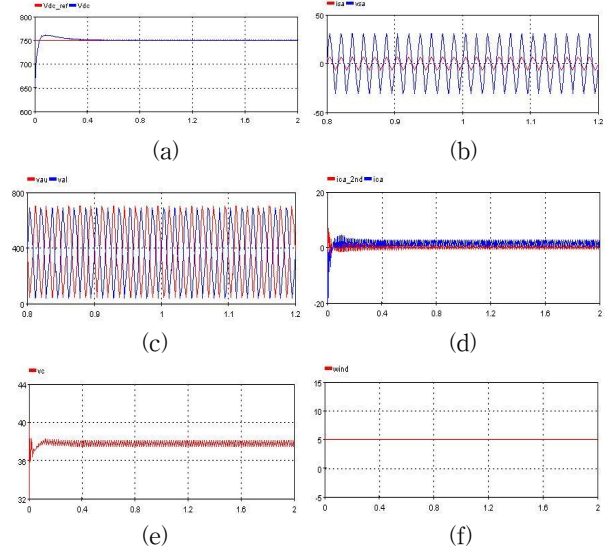 Vdc_ref Vdc
800
750
700
650
600
0 0.4 0.8 1.2 1.6 2
(a)
isa vsa
50
0
-50
0.8 0.9 1 1.1 1.2
(b)
vau val
800
400
0
0.8 0.9 1 1.1 1.2
(c)
ica_2nd ica
20
0
-20
0 0.4 0.8 1.2 1.6 2
(d)
vc
44
40
36
32
0 0.4 0.8 1.2 1.6 2
(e)
wind
15
10
5
0
-5
0 0.4 0.8 1.2 1.6 2
(f)